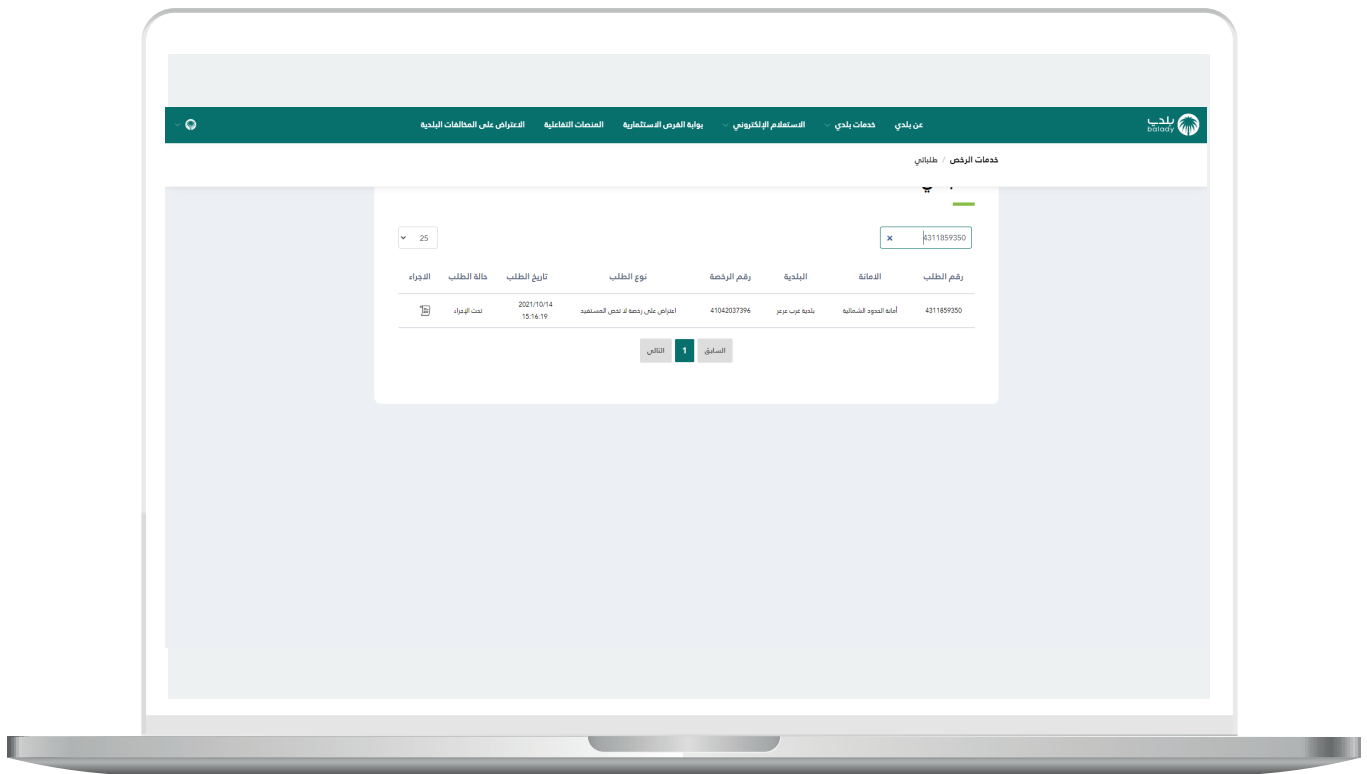 بلدي
balady
عن بلدي
خدمات بلدي
الاستعلام الإلكتروني
بوابة الفرص الاستثمارية
المنصات التفاعلية
الاعتراض على المخالفات البلدية
خدمات الرخص / طلباتي
4311859350 ×
25
رقم الطلب الامانة البلدية رقم الرخصة نوع الطلب تاريخ الطلب حالة الطلب الاجراء
4311859350 أمانة الحدود الشمالية بلدية غرب عرعر 41042037396 اعتراض على رخصة لا تخص المستفيد 2021/10/14 تحت الإجراء
15:16:19
السابق 1 التالي